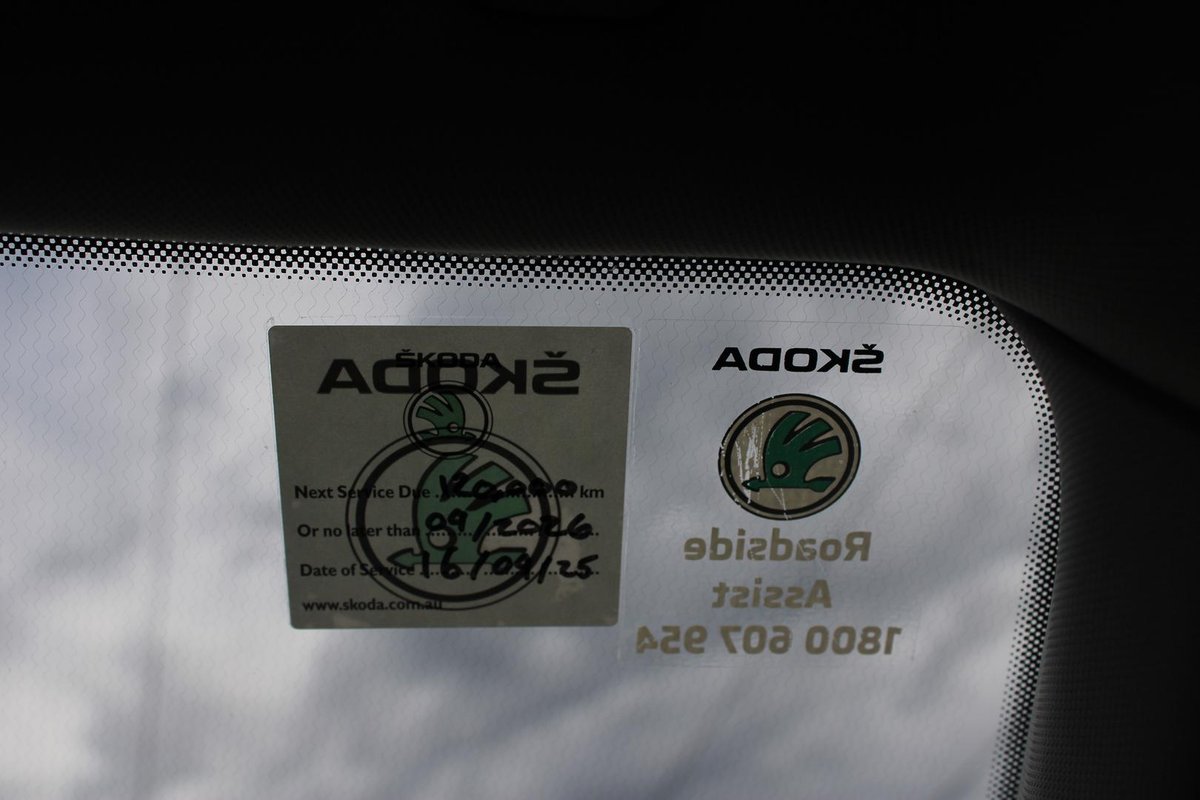 ŠKODA
ŠKODA
Next Service Due 120,000 km
Or no later than 09/2026
Date of Service 16/09/25
www.skoda.com.au
ŠKODA
Roadside
Assist
1800 607 954